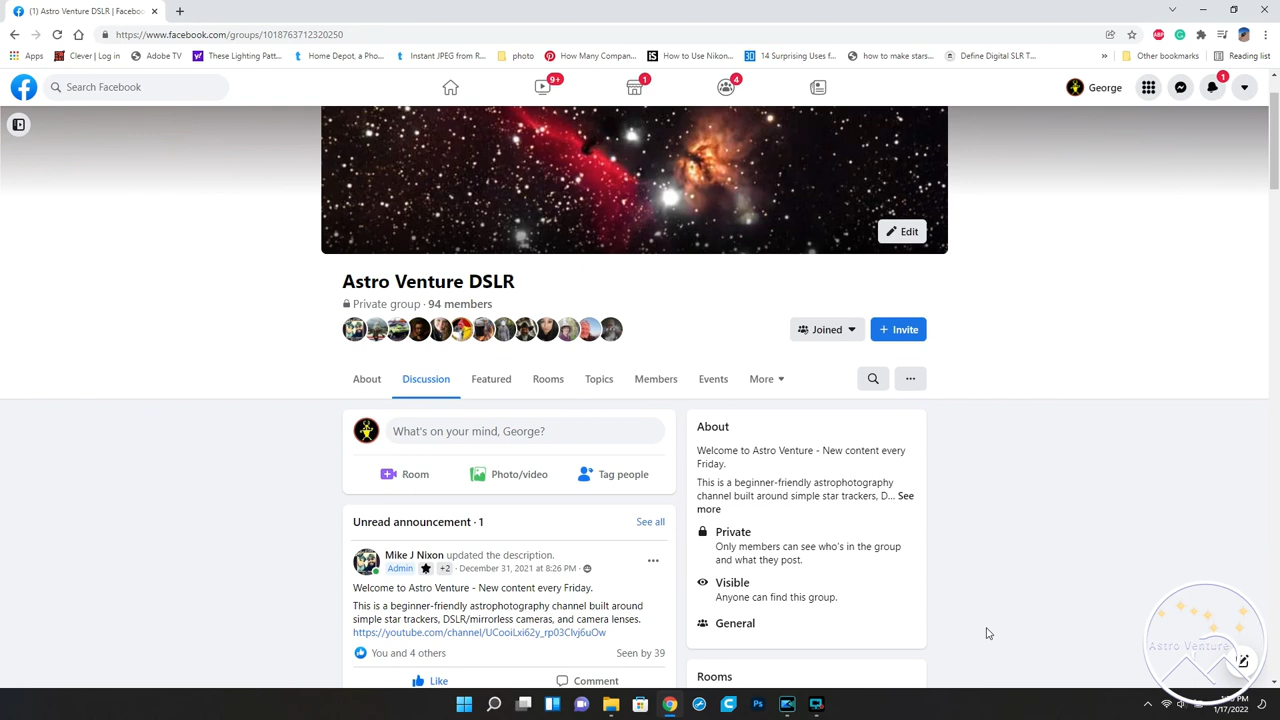 (1) Astro Venture DSLR | Faceboo
https://www.facebook.com/groups/1018763712320250
Apps
Clever | Log in
Adobe TV
These Lighting Patt...
Home Depot, a Pho...
Instant JPEG from R...
photo
How Many Compan...
How to Use Nikon...
14 Surprising Uses f...
how to make stars...
Define Digital SLR T...
»
Other bookmarks
Reading list
Search Facebook
9+
1
4
George
1
Edit
Astro Venture DSLR
Private group · 94 members
Joined
+ Invite
About
Discussion
Featured
Rooms
Topics
Members
Events
More
What's on your mind, George?
Room
Photo/video
Tag people
Unread announcement · 1
See all
Mike J Nixon updated the description.
Admin +2 · December 31, 2021 at 8:26 PM ·
Welcome to Astro Venture - New content every Friday.
This is a beginner-friendly astrophotography channel built around
simple star trackers, DSLR/mirrorless cameras, and camera lenses.
https://youtube.com/channel/UCooiLxi62y_rp03CIvj6uOw
You and 4 others
Seen by 39
Like
Comment
About
Welcome to Astro Venture - New content every
Friday.
This is a beginner-friendly astrophotography
channel built around simple star trackers, D... See
more
Private
Only members can see who's in the group
and what they post.
Visible
Anyone can find this group.
General
Rooms
Astro Venture
1/17/2022